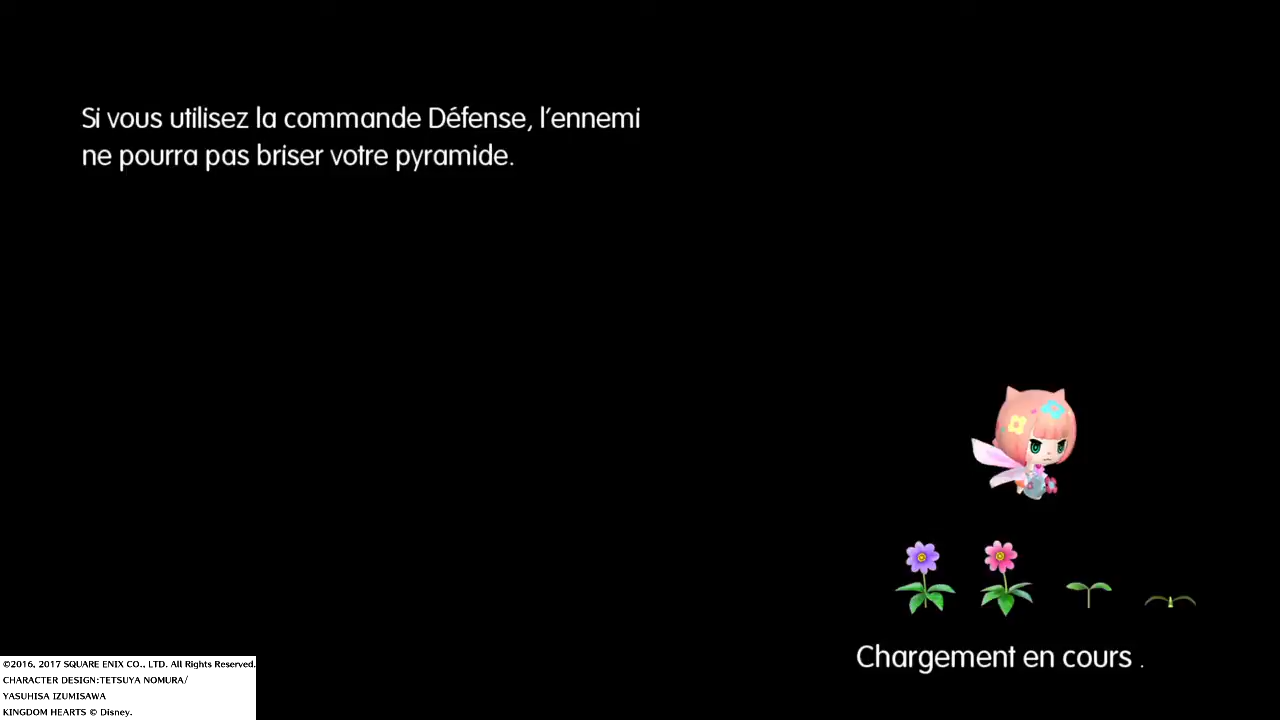 Si vous utilisez la commande Défense, l'ennemi
ne pourra pas briser votre pyramide.
Chargement en cours .
©2016, 2017 SQUARE ENIX CO., LTD. All Rights Reserved.
CHARACTER DESIGN:TETSUYA NOMURA/
YASUHISA IZUMISAWA
KINGDOM HEARTS © Disney.